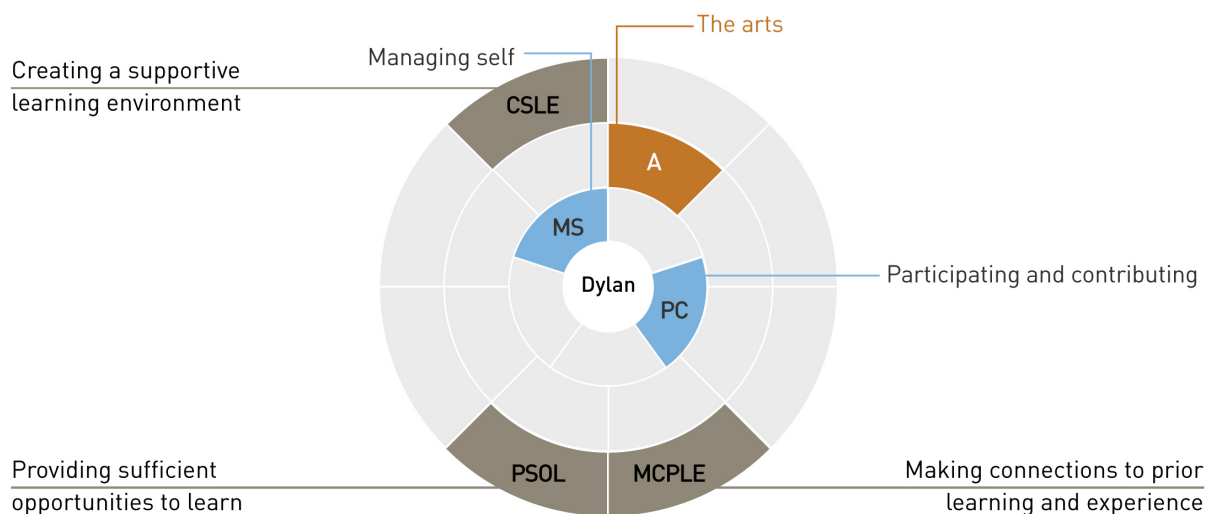 The arts
Managing self
Creating a supportive
learning environment
CSLE
A
MS
Dylan
Participating and contributing
PC
Providing sufficient
opportunities to learn
PSOL
MCPLE
Making connections to prior
learning and experience